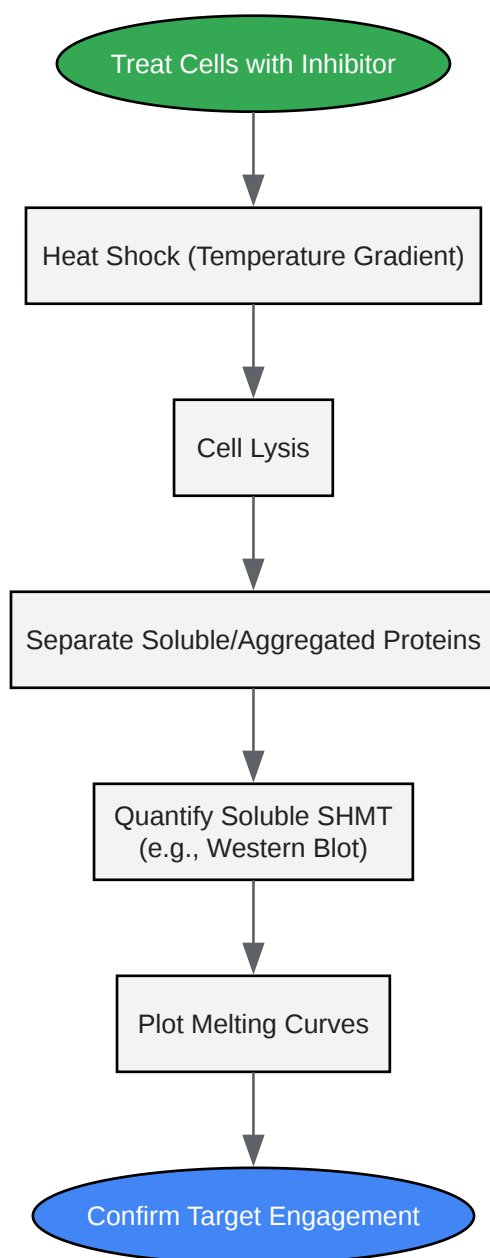 Treat Cells with Inhibitor
Heat Shock (Temperature Gradient)
Cell Lysis
Separate Soluble/Aggregated Proteins
Quantify Soluble SHMT
(e.g., Western Blot)
Plot Melting Curves
Confirm Target Engagement